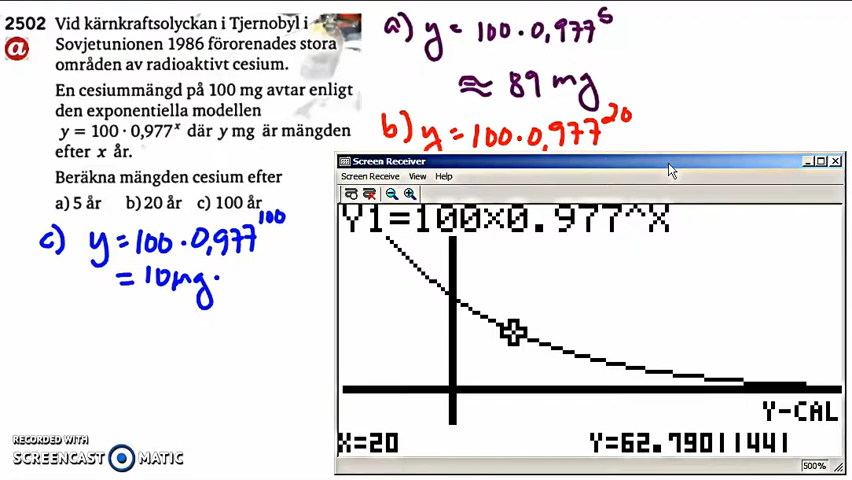 2502 Vid kärnkraftsolyckan i Tjernobyl i
a Sovjetunionen 1986 förorenades stora
områden av radioaktivt cesium.
En cesiummängd på 100 mg avtar enligt
den exponentiella modellen
y = 100 · 0,977^x där y mg är mängden
efter x år.
Beräkna mängden cesium efter
a) 5 år b) 20 år c) 100 år
c) y = 100 · 0,977^100
= 10 mg.
a) y = 100 · 0,977^5
≈ 89 mg
b) y = 100 · 0,977^20
Screen Receiver
Screen Receive View Help
Y1=100×0.977^X
Y-CAL
X=20 Y=62.79011441
500%
RECORDED WITH
SCREENCAST MATIC